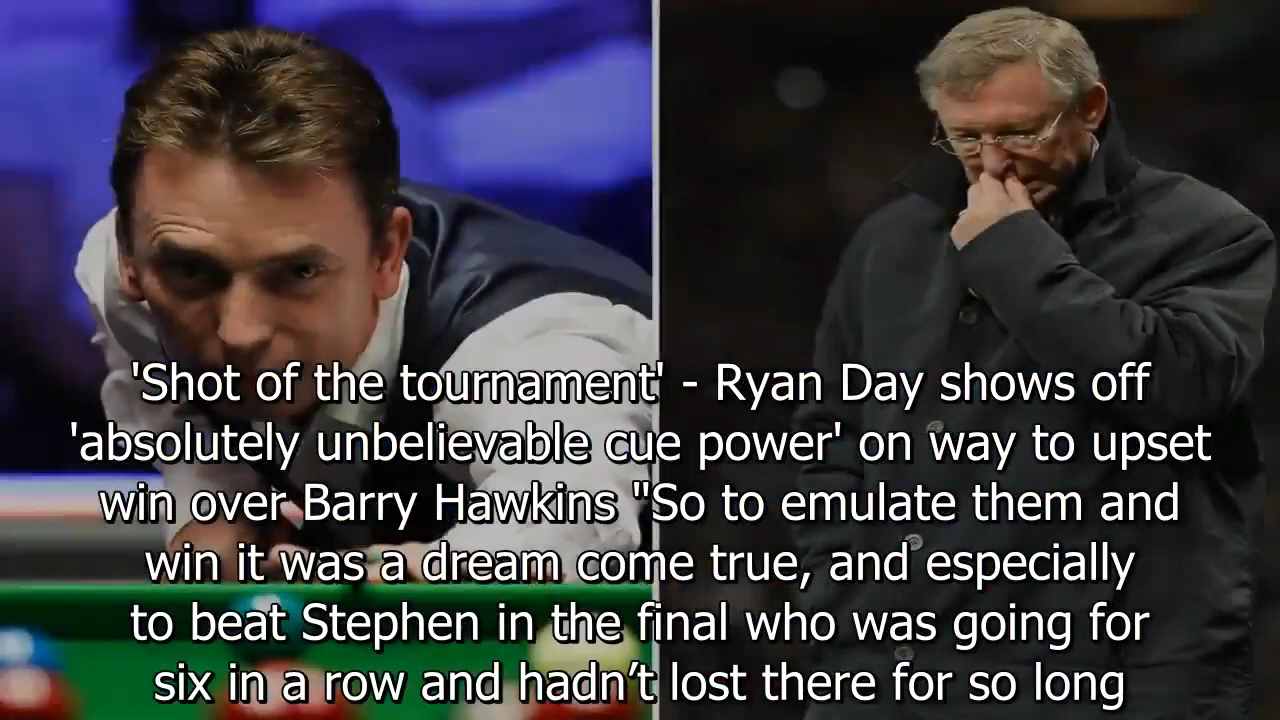 'Shot of the tournament' - Ryan Day shows off
'absolutely unbelievable cue power' on way to upset
win over Barry Hawkins "So to emulate them and
win it was a dream come true, and especially
to beat Stephen in the final who was going for
six in a row and hadn’t lost there for so long